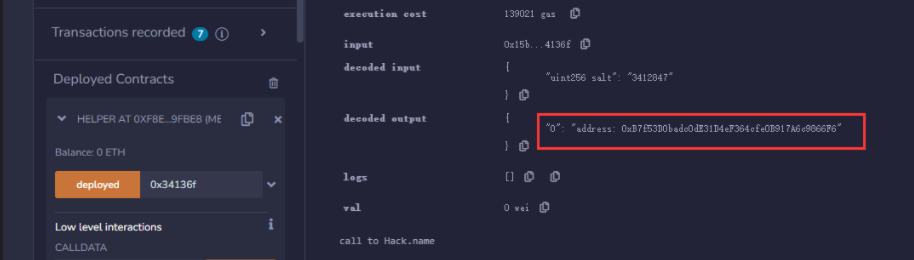 Transactions recorded 7 i
Deployed Contracts
HELPER AT 0XF8E...9FBE8 (ME
Balance: 0 ETH
deployed 0x34136f
Low level interactions i
CALLDATA
execution cost 139021 gas
input 0x15b...4136f
decoded input {
"uint256 salt": "3412847"
}
decoded output {
"0": "address: 0xB7f53D0badc0dE31B4eF364cfe0B917A6c9866F6"
}
logs []
val 0 wei
call to Hack.name